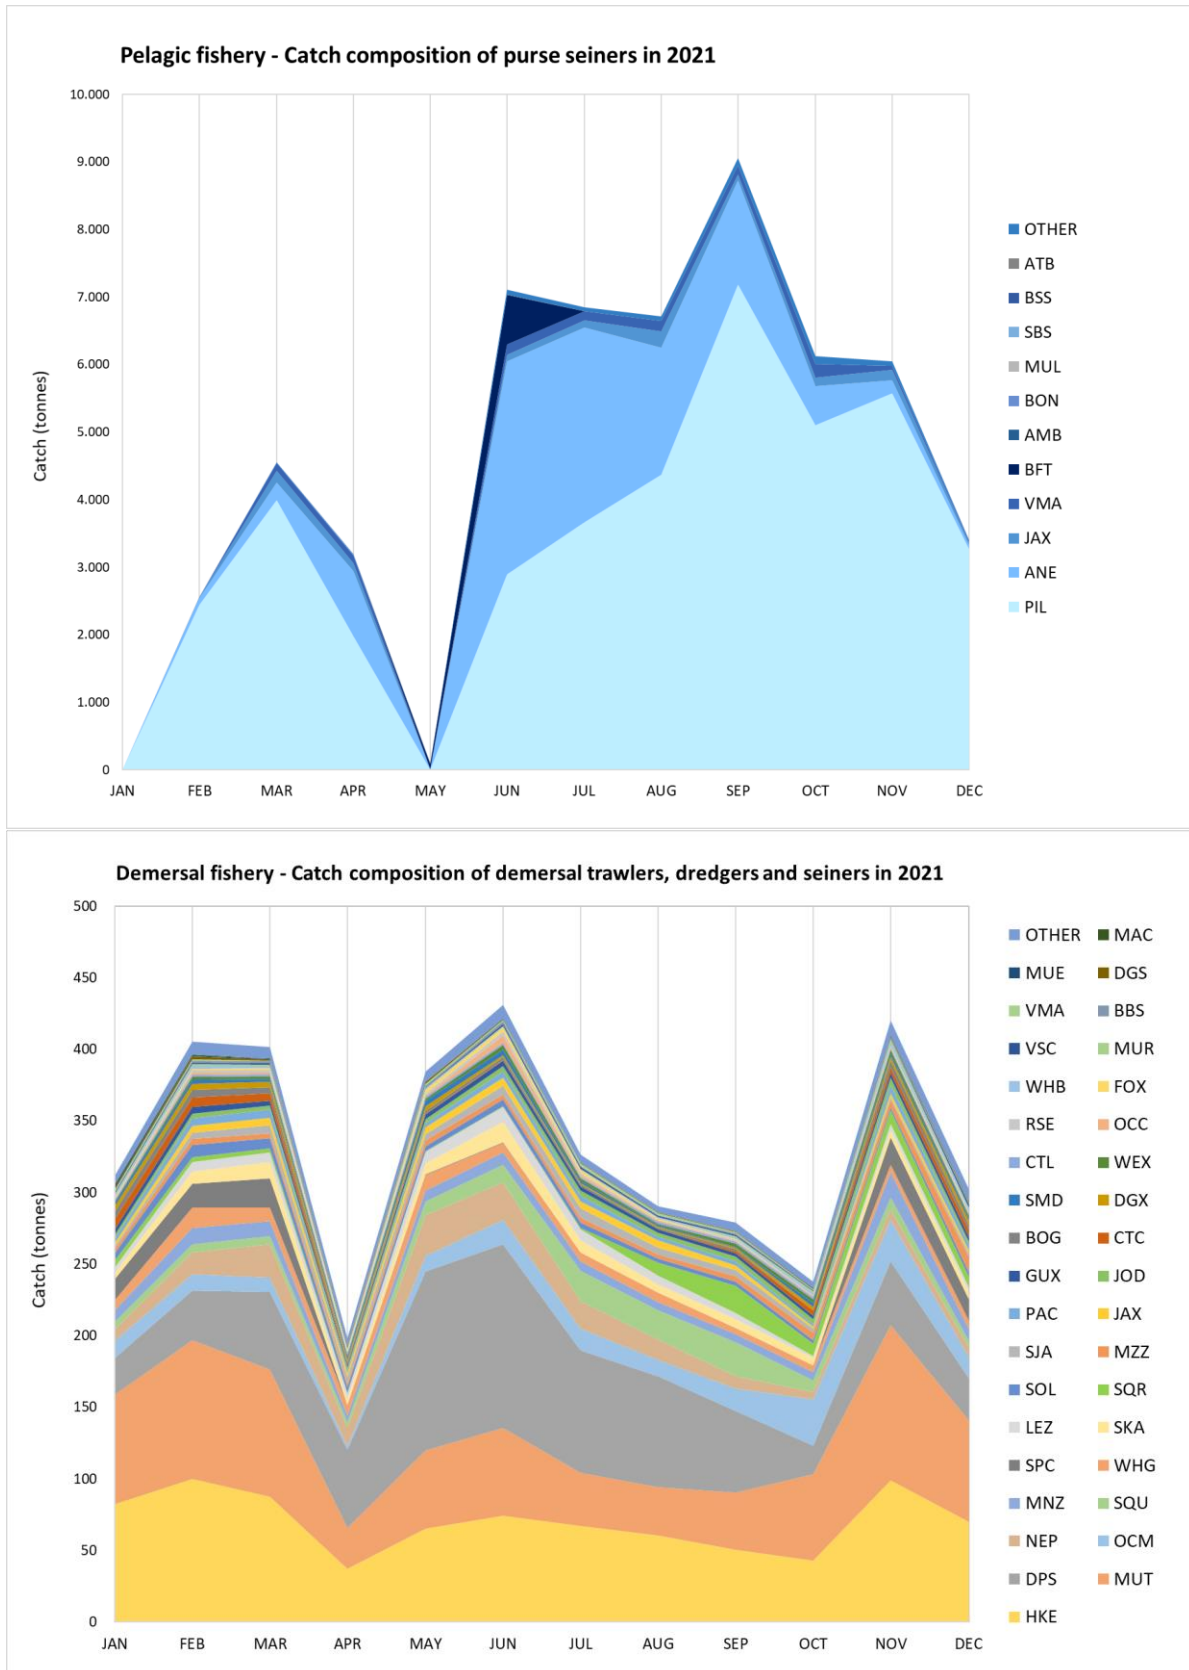 Pelagic fishery - Catch composition of purse seiners in 2021
10.000
9.000
8.000
7.000
6.000
5.000
4.000
3.000
2.000
1.000
0
Catch (tonnes)
JAN FEB MAR APR MAY JUN JUL AUG SEP OCT NOV DEC
OTHER
ATB
BSS
SBS
MUL
BON
AMB
BFT
VMA
JAX
ANE
PIL
Demersal fishery - Catch composition of demersal trawlers, dredgers and seiners in 2021
500
450
400
350
300
250
200
150
100
50
0
Catch (tonnes)
JAN FEB MAR APR MAY JUN JUL AUG SEP OCT NOV DEC
OTHER MAC
MUE DGS
VMA BBS
VSC MUR
WHB FOX
RSE OCC
CTL WEX
SMD DGX
BOG CTC
GUX JOD
PAC JAX
SJA MZZ
SOL SQR
LEZ SKA
SPC WHG
MNZ SQU
NEP OCM
DPS MUT
HKE